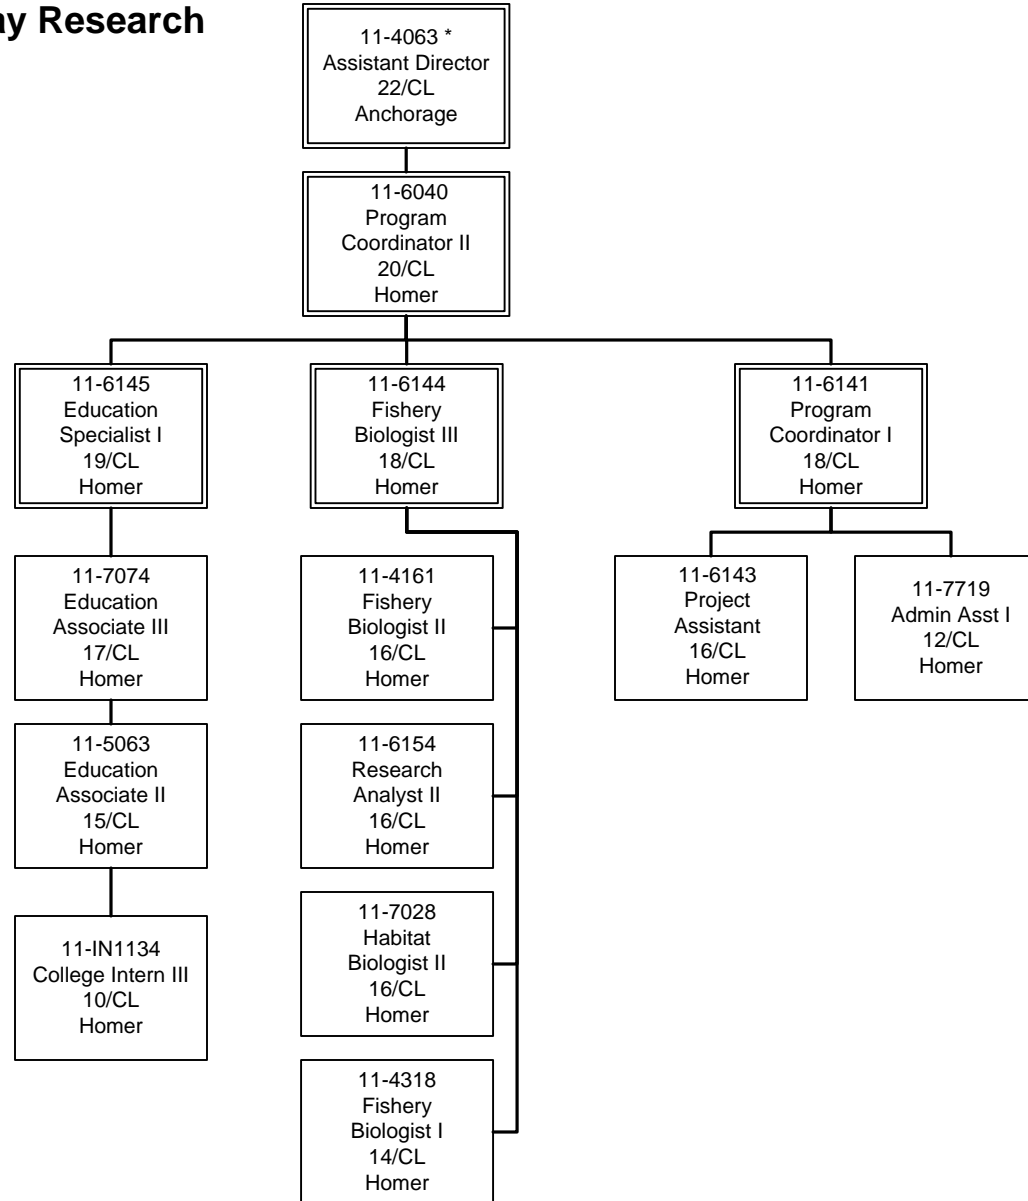 Research
11-4063 *
Assistant Director
22/CL
Anchorage
11-6040
Program
Coordinator II
20/CL
Homer
11-6145
Education
Specialist I
19/CL
Homer
11-6144
Fishery
Biologist III
18/CL
Homer
11-6141
Program
Coordinator I
18/CL
Homer
11-7074
Education
Associate III
17/CL
Homer
11-4161
Fishery
Biologist II
16/CL
Homer
11-6143
Project
Assistant
16/CL
Homer
11-7719
Admin Asst I
12/CL
Homer
11-5063
Education
Associate II
15/CL
Homer
11-6154
Research
Analyst II
16/CL
Homer
11-IN1134
College Intern III
10/CL
Homer
11-7028
Habitat
Biologist II
16/CL
Homer
11-4318
Fishery
Biologist I
14/CL
Homer